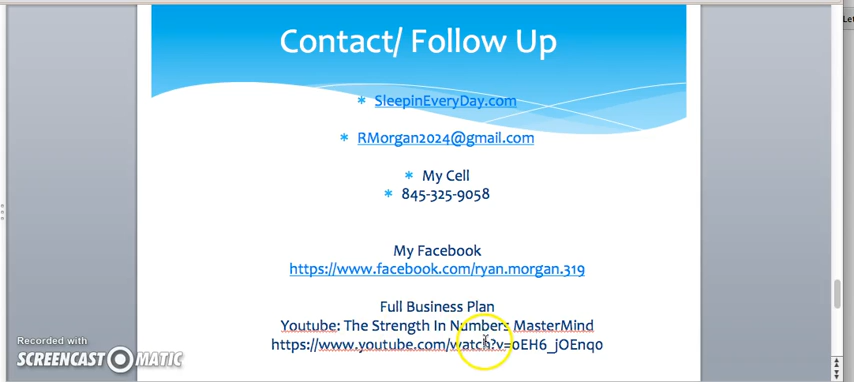 Let
Contact/ Follow Up
* SleepinEveryDay.com
* RMorgan2024@gmail.com
* My Cell
* 845-325-9058
My Facebook
https://www.facebook.com/ryan.morgan.319
Full Business Plan
Youtube: The Strength In Numbers MasterMind
https://www.youtube.com/watch?v=0EH6_jOEnq0
Recorded with
SCREENCAST-O-MATIC